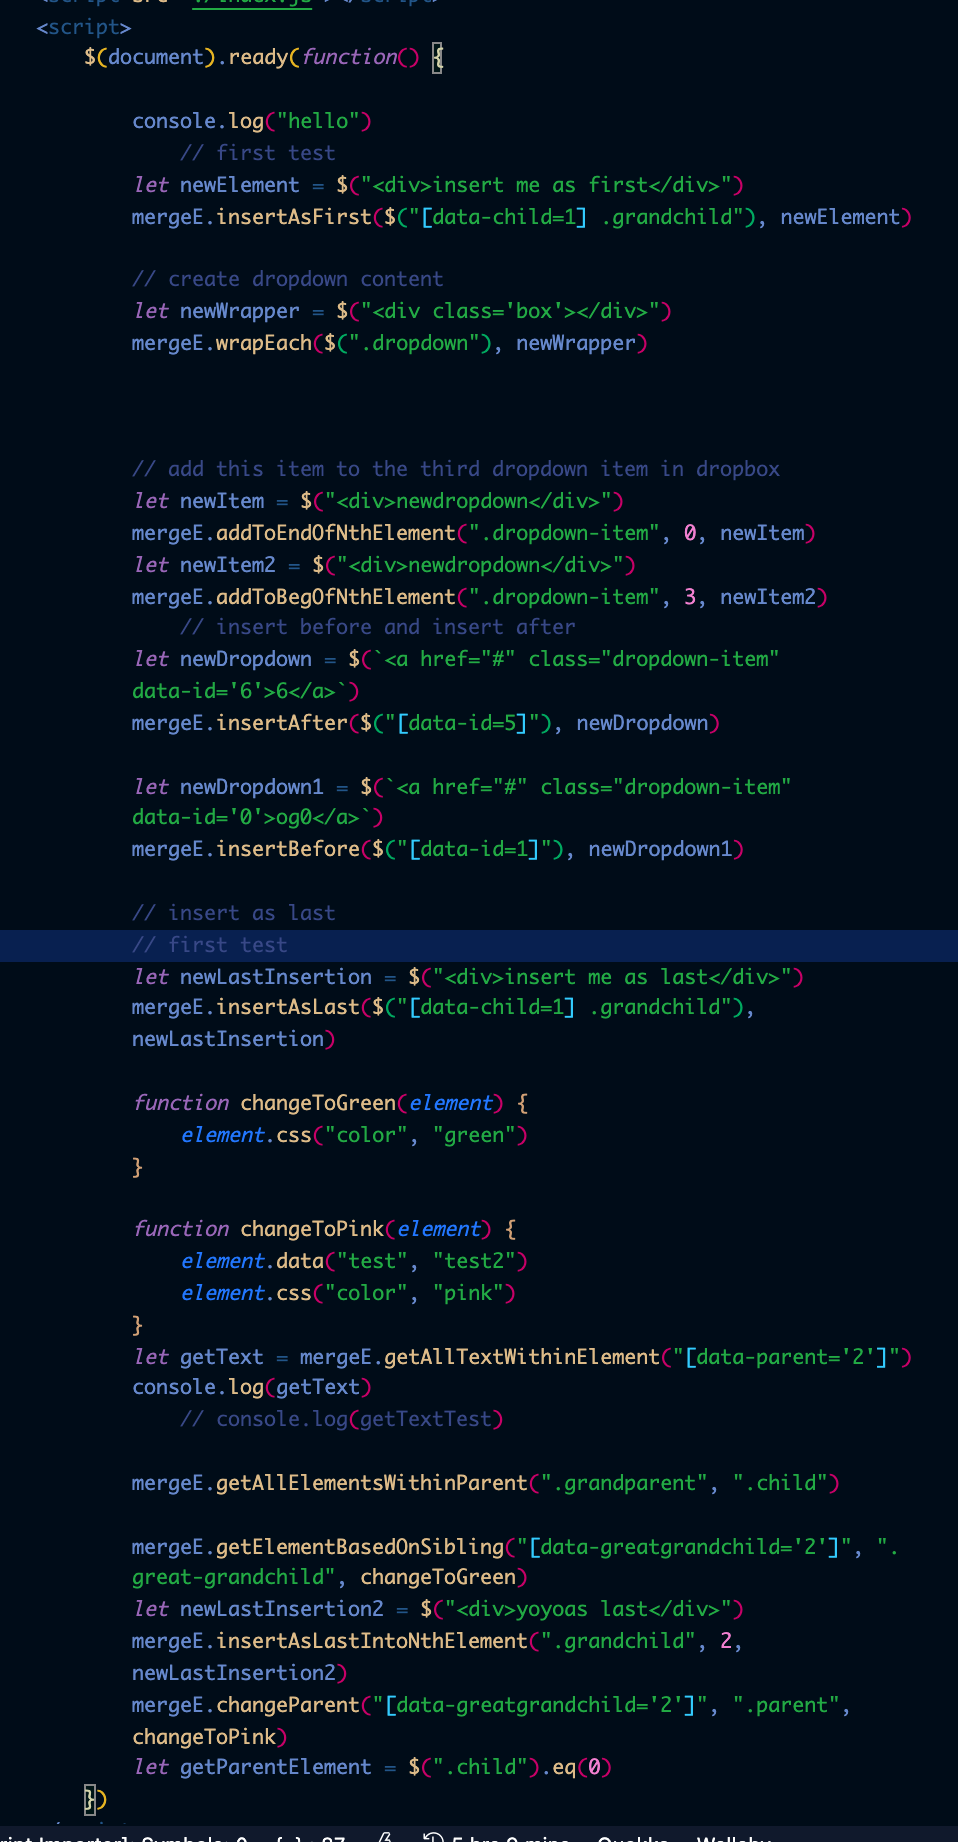 <script src="./index.js"></script>
<script>
$(document).ready(function() {
console.log("hello")
// first test
let newElement = $("<div>insert me as first</div>")
mergeE.insertAsFirst($("[data-child=1] .grandchild"), newElement)
// create dropdown content
let newWrapper = $("<div class='box'></div>")
mergeE.wrapEach($(".dropdown"), newWrapper)
// add this item to the third dropdown item in dropbox
let newItem = $("<div>newdropdown</div>")
mergeE.addToEndOfNthElement(".dropdown-item", 0, newItem)
let newItem2 = $("<div>newdropdown</div>")
mergeE.addToBegOfNthElement(".dropdown-item", 3, newItem2)
// insert before and insert after
let newDropdown = $(`<a href="#" class="dropdown-item"
data-id='6'>6</a>`)
mergeE.insertAfter($("[data-id=5]"), newDropdown)
let newDropdown1 = $(`<a href="#" class="dropdown-item"
data-id='0'>og0</a>`)
mergeE.insertBefore($("[data-id=1]"), newDropdown1)
// insert as last
// first test
let newLastInsertion = $("<div>insert me as last</div>")
mergeE.insertAsLast($("[data-child=1] .grandchild"),
newLastInsertion)
function changeToGreen(element) {
element.css("color", "green")
}
function changeToPink(element) {
element.data("test", "test2")
element.css("color", "pink")
}
let getText = mergeE.getAllTextWithinElement("[data-parent='2']")
console.log(getText)
// console.log(getTextTest)
mergeE.getAllElementsWithinParent(".grandparent", ".child")
mergeE.getElementBasedOnSibling("[data-greatgrandchild='2']", ".
great-grandchild", changeToGreen)
let newLastInsertion2 = $("<div>yoyoas last</div>")
mergeE.insertAsLastIntoNthElement(".grandchild", 2,
newLastInsertion2)
mergeE.changeParent("[data-greatgrandchild='2']", ".parent",
changeToPink)
let getParentElement = $(".child").eq(0)
})